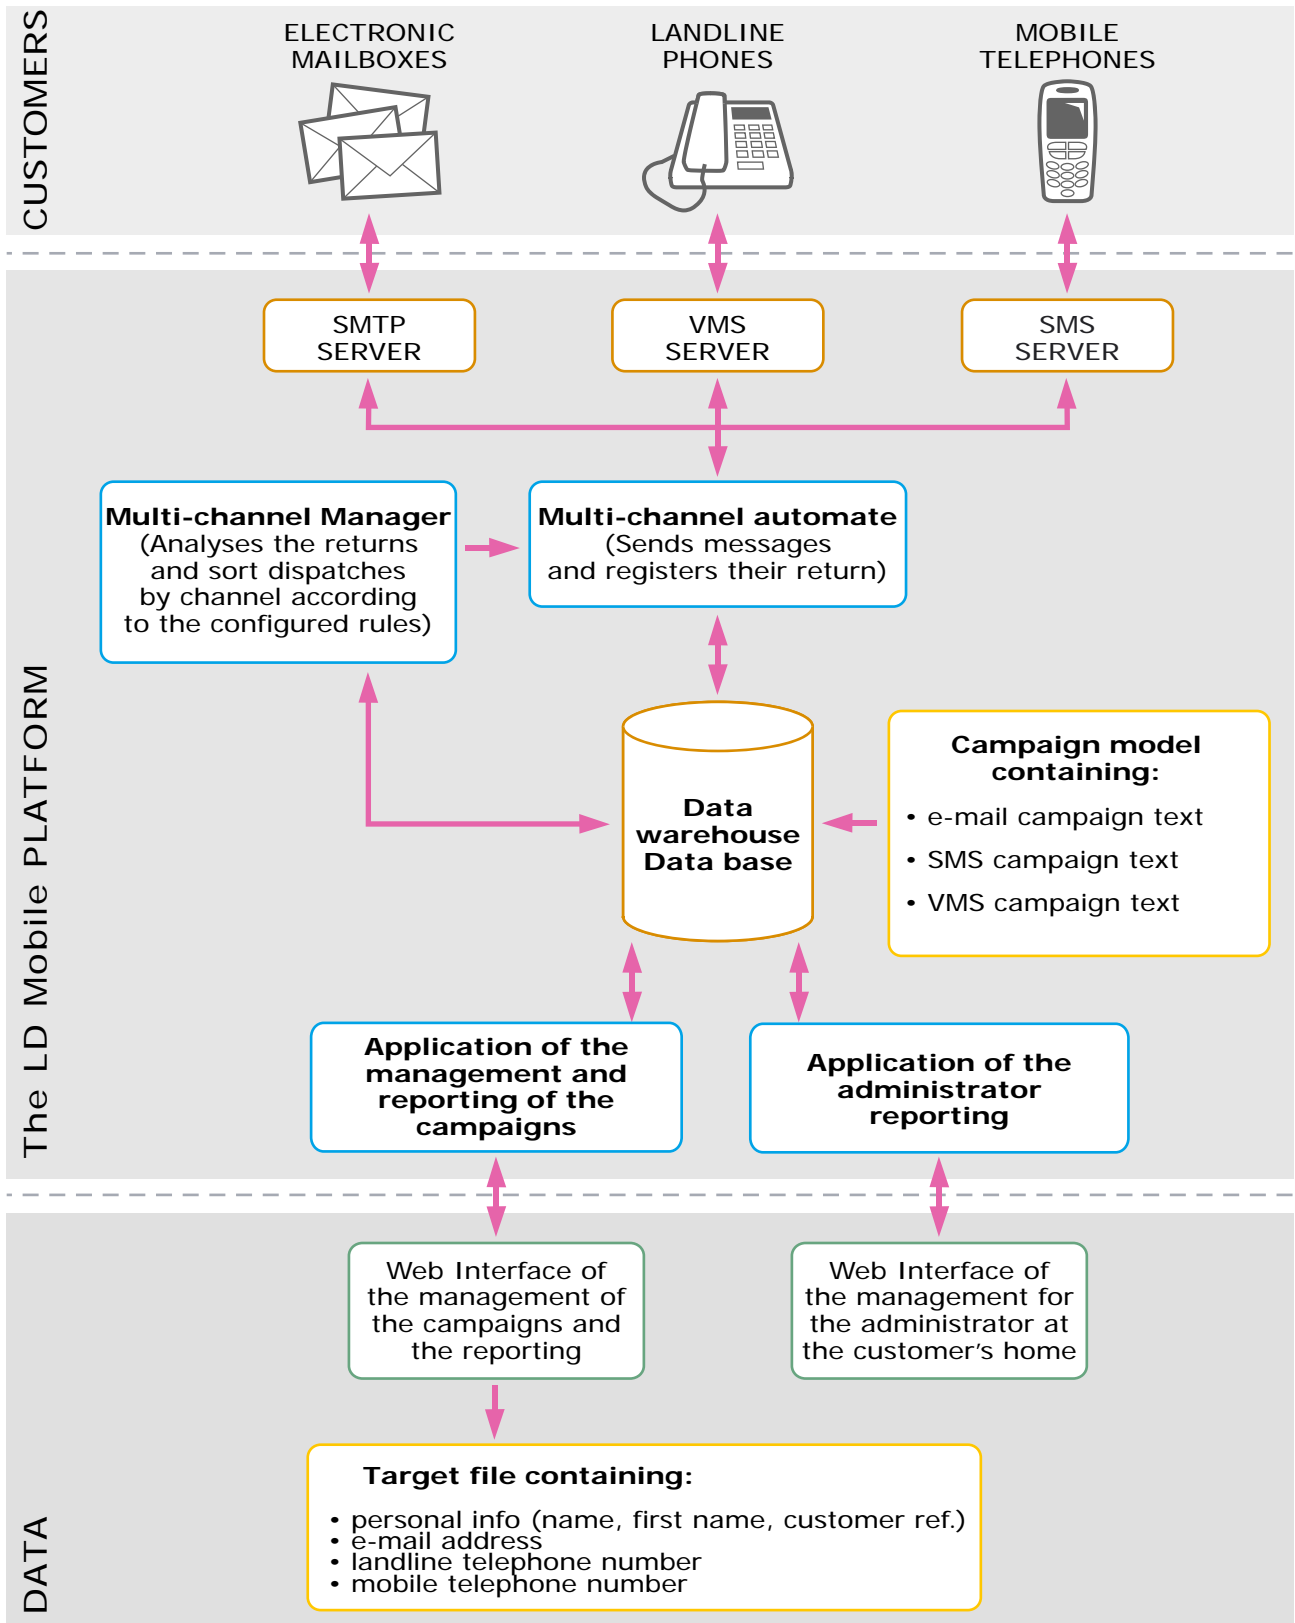 CUSTOMERS
ELECTRONIC
MAILBOXES
LANDLINE
PHONES
MOBILE
TELEPHONES
The LD Mobile PLATFORM
SMTP
SERVER
VMS
SERVER
SMS
SERVER
Multi-channel Manager
(Analyses the returns
and sort dispatches
by channel according
to the configured rules)
Multi-channel automate
(Sends messages
and registers their return)
Data
warehouse
Data base
Campaign model
containing:
• e-mail campaign text
• SMS campaign text
• VMS campaign text
Application of the
management and
reporting of the
campaigns
Application of the
administrator
reporting
DATA
Web Interface of
the management of
the campaigns and
the reporting
Web Interface of
the management for
the administrator at
the customer's home
Target file containing:
• personal info (name, first name, customer ref.)
• e-mail address
• landline telephone number
• mobile telephone number